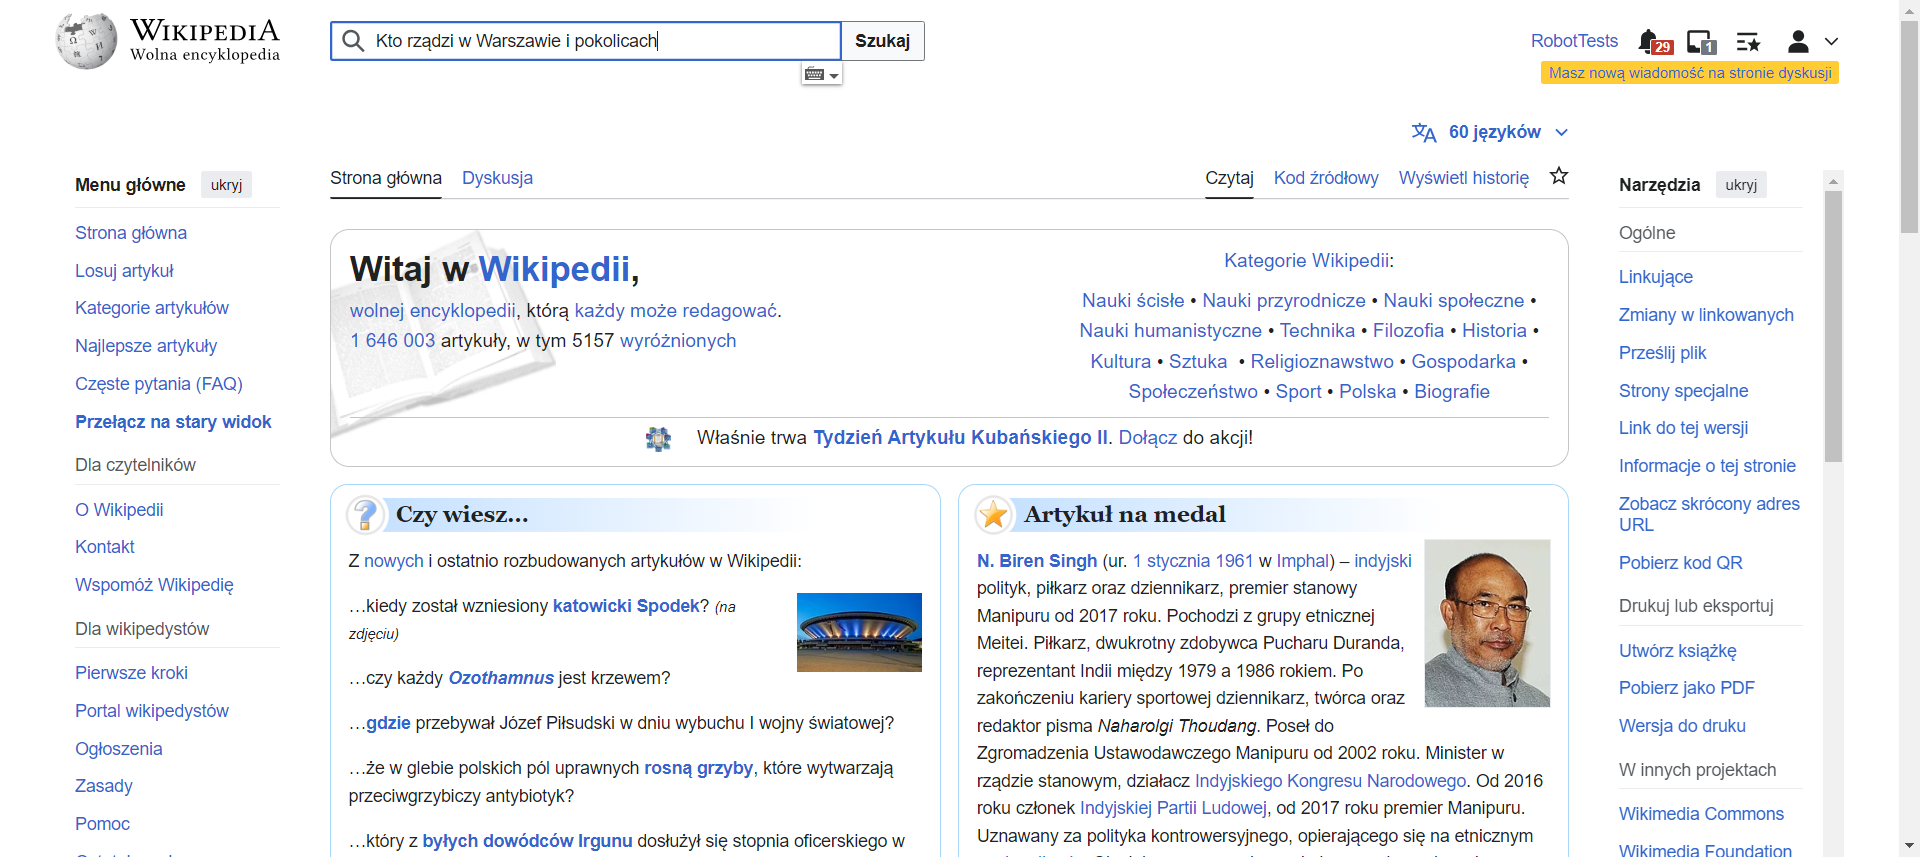 WIKIPEDIA
Wolna encyklopedia
Kto rządzi w Warszawie i pokolicach
Szukaj
RobotTests
29
1
Masz nową wiadomość na stronie dyskusji
60 języków
Menu główne
ukryj
Strona główna
Losuj artykuł
Kategorie artykułów
Najlepsze artykuły
Częste pytania (FAQ)
Przełącz na stary widok
Dla czytelników
O Wikipedii
Kontakt
Wspomóż Wikipedię
Dla wikipedystów
Pierwsze kroki
Portal wikipedystów
Ogłoszenia
Zasady
Pomoc
Strona główna
Dyskusja
Czytaj
Kod źródłowy
Wyświetl historię
Witaj w Wikipedii,
wolnej encyklopedii, którą każdy może redagować.
1 646 003 artykuły, w tym 5157 wyróżnionych
Kategorie Wikipedii:
Nauki ścisłe • Nauki przyrodnicze • Nauki społeczne •
Nauki humanistyczne • Technika • Filozofia • Historia •
Kultura • Sztuka • Religioznawstwo • Gospodarka •
Społeczeństwo • Sport • Polska • Biografie
Właśnie trwa Tydzień Artykułu Kubańskiego II. Dołącz do akcji!
Czy wiesz...
Z nowych i ostatnio rozbudowanych artykułów w Wikipedii:
…kiedy został wzniesiony katowicki Spodek? (na
zdjęciu)
…czy każdy Ozothamnus jest krzewem?
…gdzie przebywał Józef Piłsudski w dniu wybuchu I wojny światowej?
…że w glebie polskich pól uprawnych rosną grzyby, które wytwarzają
przeciwgrzybiczy antybiotyk?
…który z byłych dowódców Irgunu dosłużył się stopnia oficerskiego w
Artykuł na medal
N. Biren Singh (ur. 1 stycznia 1961 w Imphal) – indyjski
polityk, piłkarz oraz dziennikarz, premier stanowy
Manipuru od 2017 roku. Pochodzi z grupy etnicznej
Meitei. Piłkarz, dwukrotny zdobywca Pucharu Duranda,
reprezentant Indii między 1979 a 1986 rokiem. Po
zakończeniu kariery sportowej dziennikarz, twórca oraz
redaktor pisma Naharolgi Thoudang. Poseł do
Zgromadzenia Ustawodawczego Manipuru od 2002 roku. Minister w
rządzie stanowym, działacz Indyjskiego Kongresu Narodowego. Od 2016
roku członek Indyjskiej Partii Ludowej, od 2017 roku premier Manipuru.
Uznawany za polityka kontrowersyjnego, opierającego się na etnicznym
Narzędzia
ukryj
Ogólne
Linkujące
Zmiany w linkowanych
Prześlij plik
Strony specjalne
Link do tej wersji
Informacje o tej stronie
Zobacz skrócony adres
URL
Pobierz kod QR
Drukuj lub eksportuj
Utwórz książkę
Pobierz jako PDF
Wersja do druku
W innych projektach
Wikimedia Commons
Wikimedia Foundation